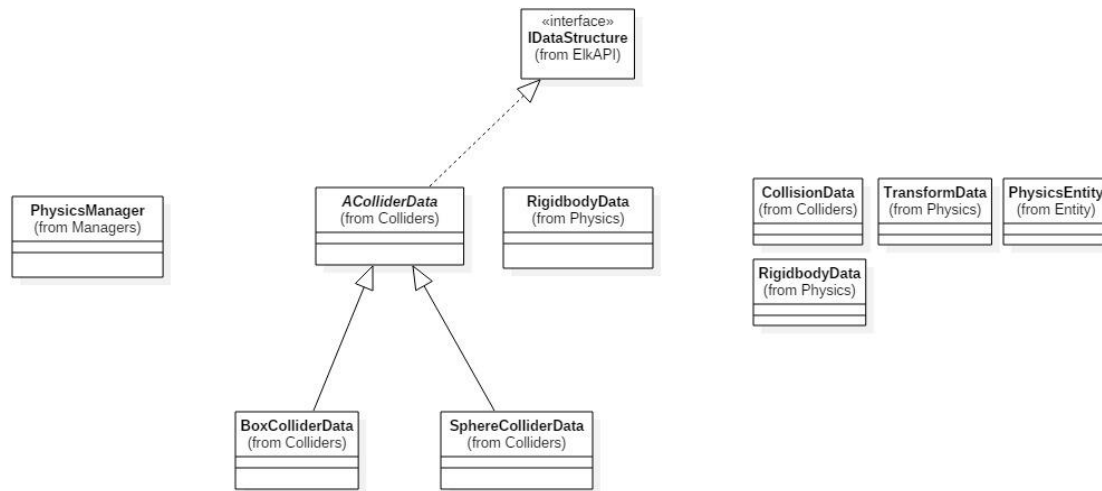 «interface»
IDataStructure
(from ElkAPI)
PhysicsManager
(from Managers)
AColliderData
(from Colliders)
RigidbodyData
(from Physics)
CollisionData
(from Colliders)
TransformData
(from Physics)
PhysicsEntity
(from Entity)
RigidbodyData
(from Physics)
BoxColliderData
(from Colliders)
SphereColliderData
(from Colliders)